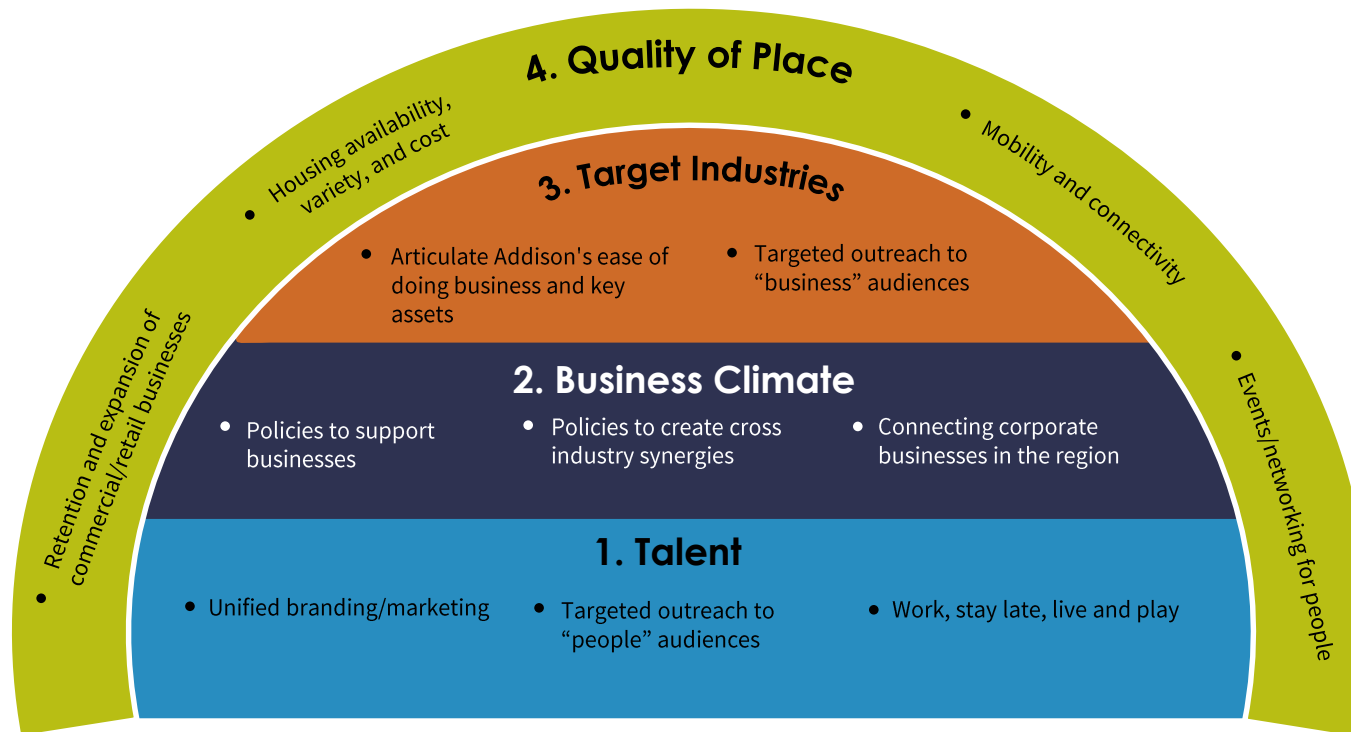 4. Quality of Place
• Housing availability,
variety, and cost
• Mobility and connectivity
• Retention and expansion of
commercial/retail businesses
• Events/networking for people
3. Target Industries
• Articulate Addison's ease of
doing business and key
assets
• Targeted outreach to
“business” audiences
2. Business Climate
• Policies to support
businesses
• Policies to create cross
industry synergies
• Connecting corporate
businesses in the region
1. Talent
• Unified branding/marketing
• Targeted outreach to
“people” audiences
• Work, stay late, live and play